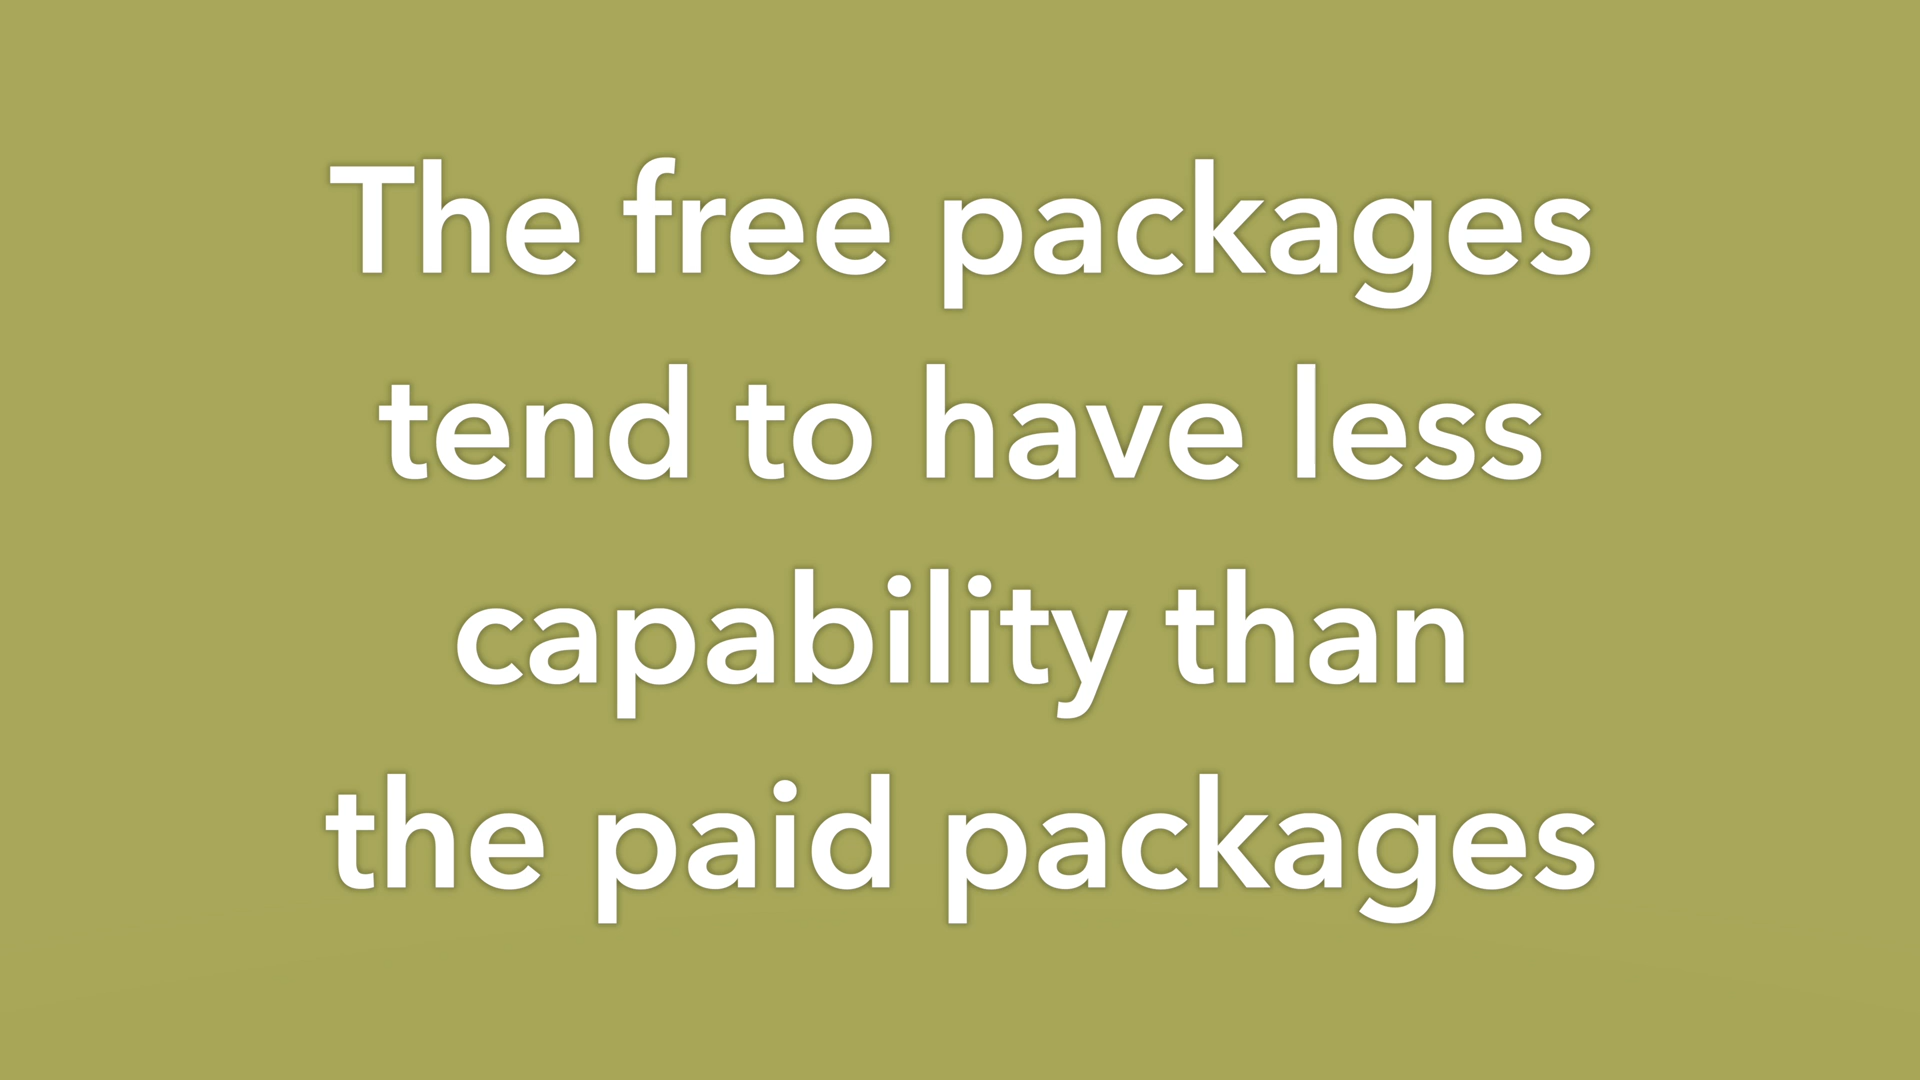 The free packages
tend to have less
capability than
the paid packages